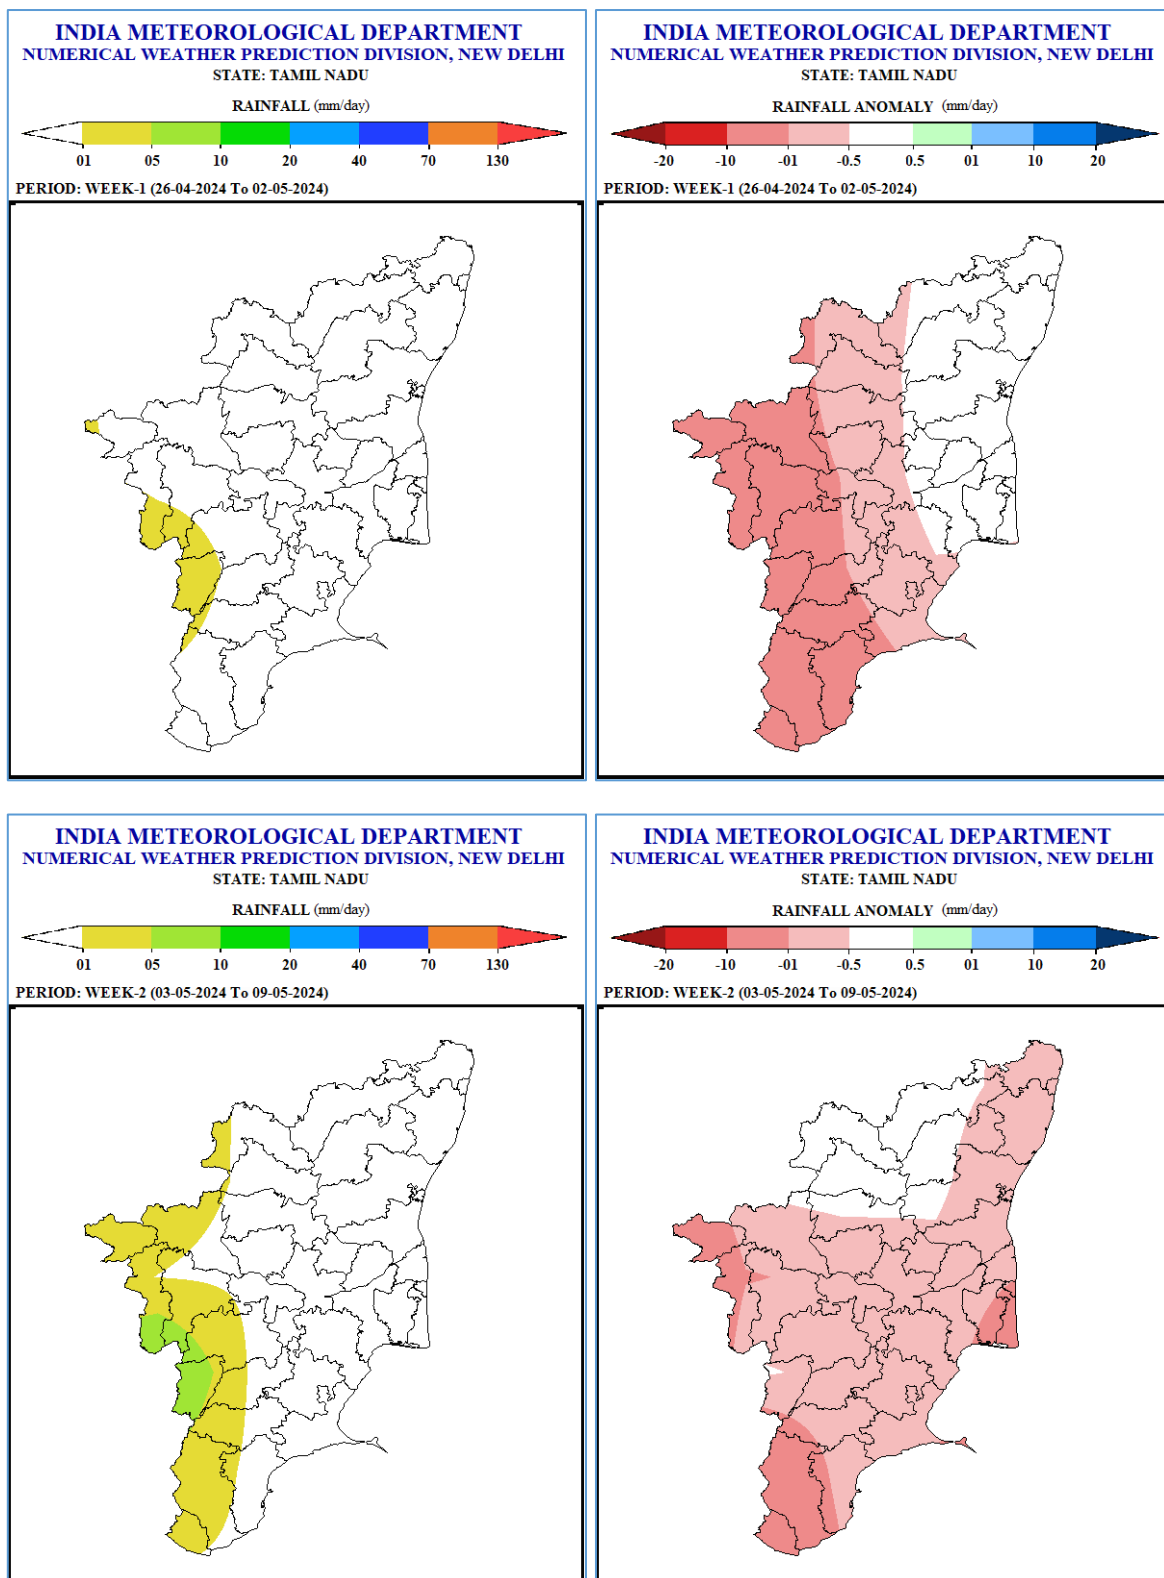 INDIA METEOROLOGICAL DEPARTMENT
NUMERICAL WEATHER PREDICTION DIVISION, NEW DELHI
STATE: TAMIL NADU
RAINFALL (mm/day)
01 05 10 20 40 70 130
PERIOD: WEEK-1 (26-04-2024 To 02-05-2024)
INDIA METEOROLOGICAL DEPARTMENT
NUMERICAL WEATHER PREDICTION DIVISION, NEW DELHI
STATE: TAMIL NADU
RAINFALL ANOMALY (mm/day)
-20 -10 -01 -0.5 0.5 01 10 20
PERIOD: WEEK-1 (26-04-2024 To 02-05-2024)
INDIA METEOROLOGICAL DEPARTMENT
NUMERICAL WEATHER PREDICTION DIVISION, NEW DELHI
STATE: TAMIL NADU
RAINFALL (mm/day)
01 05 10 20 40 70 130
PERIOD: WEEK-2 (03-05-2024 To 09-05-2024)
INDIA METEOROLOGICAL DEPARTMENT
NUMERICAL WEATHER PREDICTION DIVISION, NEW DELHI
STATE: TAMIL NADU
RAINFALL ANOMALY (mm/day)
-20 -10 -01 -0.5 0.5 01 10 20
PERIOD: WEEK-2 (03-05-2024 To 09-05-2024)